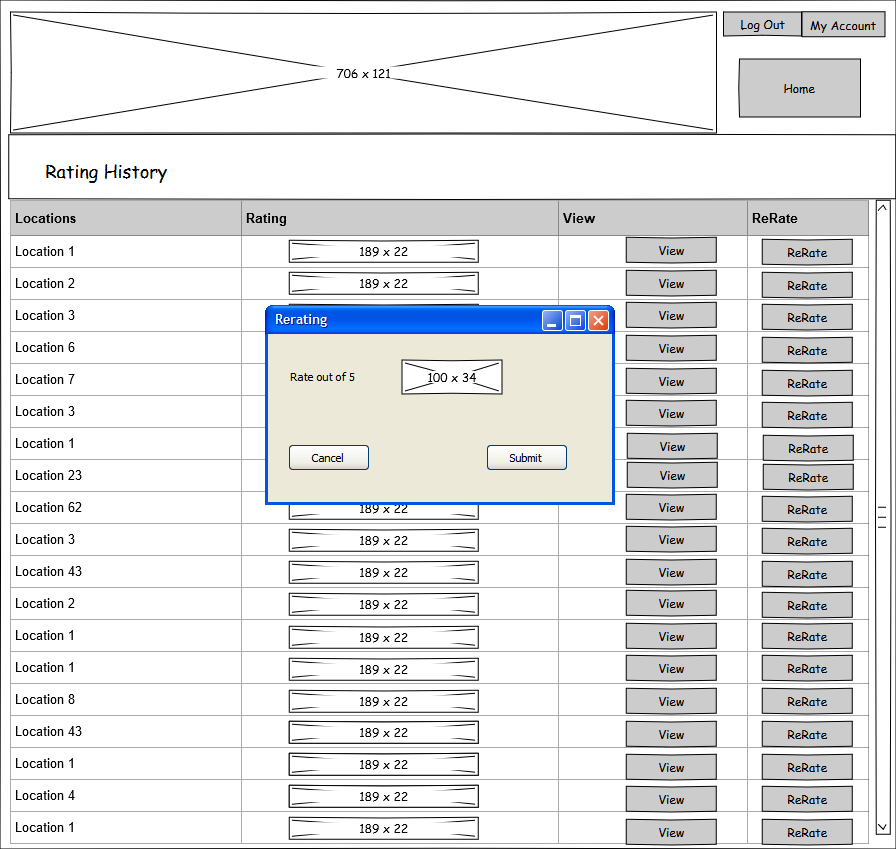 706 x 121
Log Out My Account
Home
Rating History
Locations Rating View ReRate
Location 1 189 x 22 View ReRate
Location 2 189 x 22 View ReRate
Location 3 View ReRate
Rerating
Location 6 View ReRate
Location 7 Rate out of 5 100 x 34 View ReRate
Location 3 View ReRate
Location 1 View ReRate
Cancel Submit
Location 23 View ReRate
Location 62 189 x 22 View ReRate
Location 3 189 x 22 View ReRate
Location 43 189 x 22 View ReRate
Location 2 189 x 22 View ReRate
Location 1 189 x 22 View ReRate
Location 1 189 x 22 View ReRate
Location 8 189 x 22 View ReRate
Location 43 189 x 22 View ReRate
Location 1 189 x 22 View ReRate
Location 4 189 x 22 View ReRate
Location 1 189 x 22 View ReRate